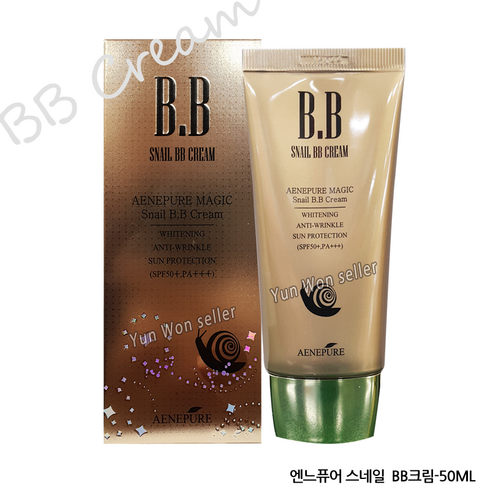 BB Cream
B.B
SNAIL BB CREAM
AENEPURE MAGIC
Snail B.B Cream
WHITENING
ANTI-WRINKLE
SUN PROTECTION
(SPF50+,PA+++)
Yun Won seller
AENEPURE
B.B
SNAIL BB CREAM
AENEPURE MAGIC
Snail B.B Cream
WHITENING
ANTI-WRINKLE
SUN PROTECTION
(SPF50+,PA+++)
Yun Won seller
AENEPURE
엔느퓨어 스네일 BB크림-50ML